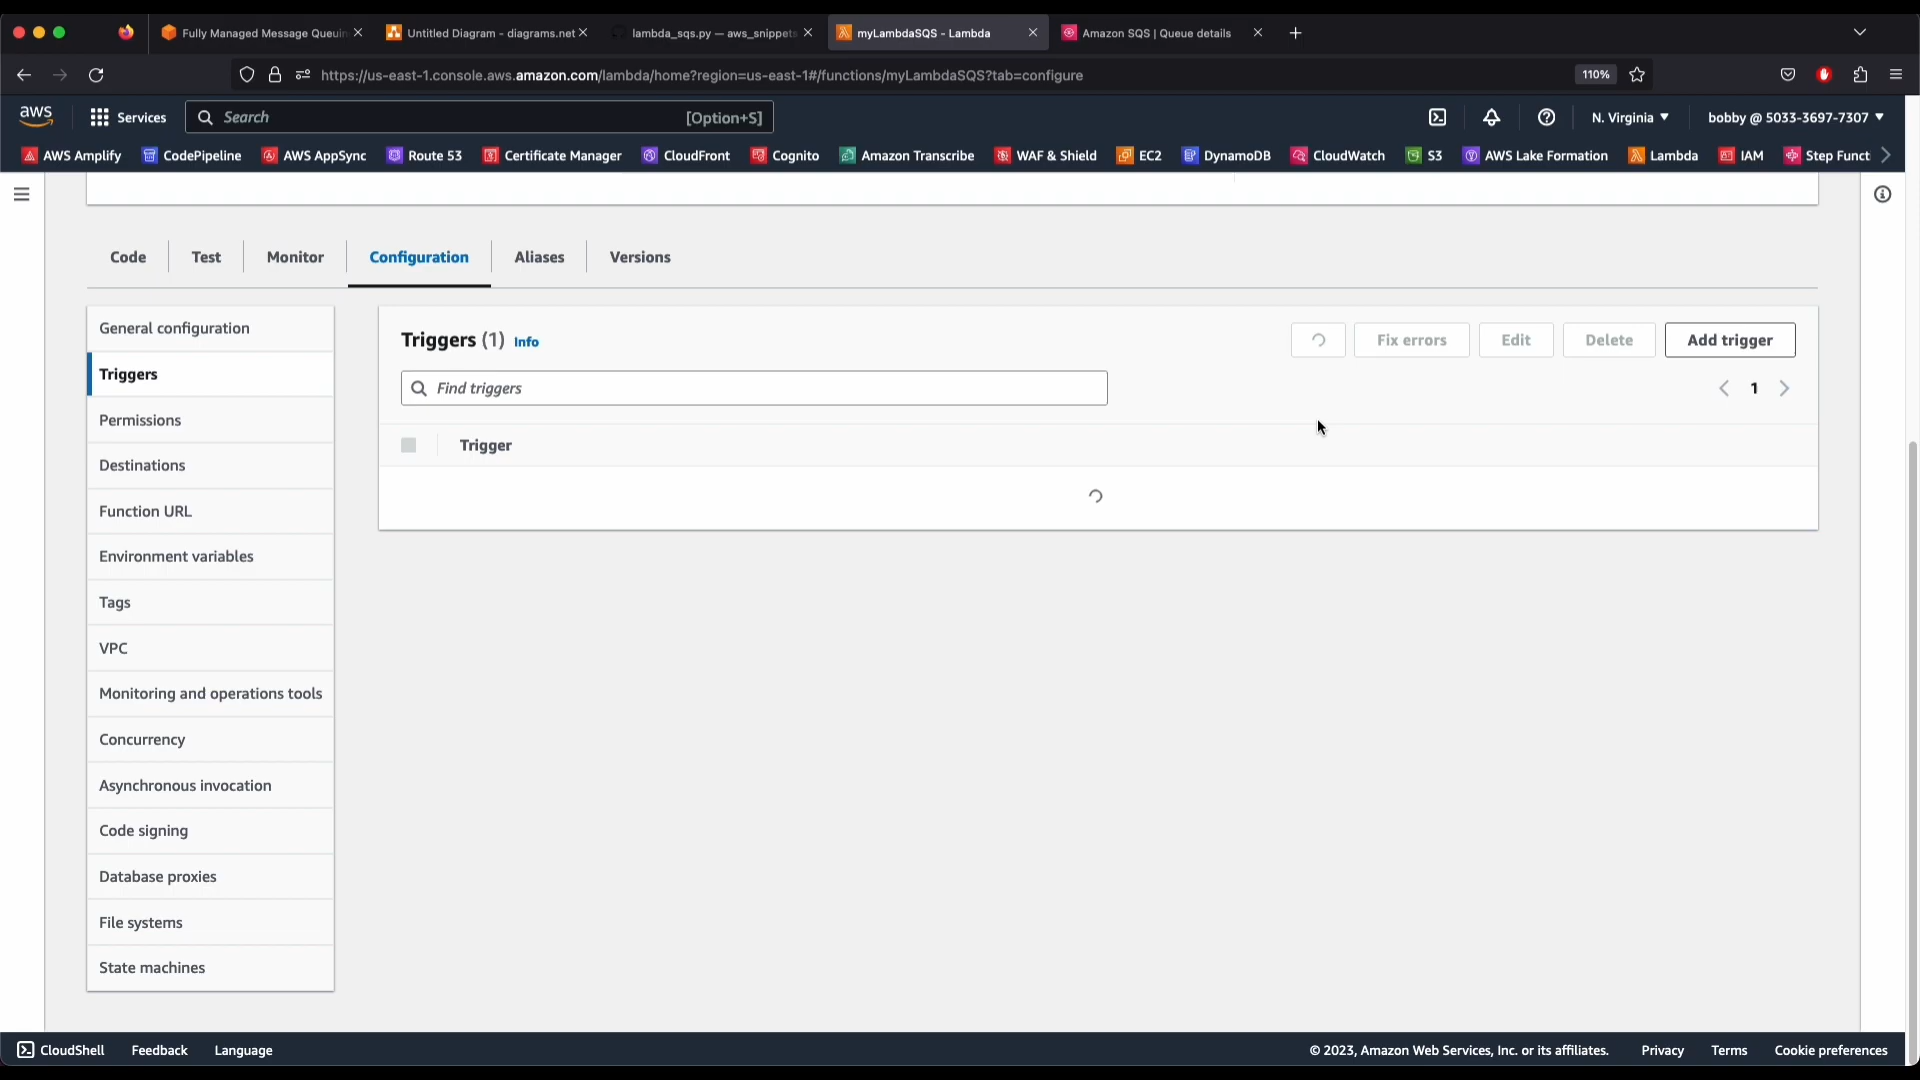 Fully Managed Message Queuin
Untitled Diagram - diagrams.net
lambda_sqs.py — aws_snippets
myLambdaSQS - Lambda
Amazon SQS | Queue details
https://us-east-1.console.aws.amazon.com/lambda/home?region=us-east-1#/functions/myLambdaSQS?tab=configure
110%
aws
Services
Search
[Option+S]
N. Virginia
bobby @ 5033-3697-7307
AWS Amplify
CodePipeline
AWS AppSync
Route 53
Certificate Manager
CloudFront
Cognito
Amazon Transcribe
WAF & Shield
EC2
DynamoDB
CloudWatch
S3
AWS Lake Formation
Lambda
IAM
Step Funct
Code
Test
Monitor
Configuration
Aliases
Versions
General configuration
Triggers
Permissions
Destinations
Function URL
Environment variables
Tags
VPC
Monitoring and operations tools
Concurrency
Asynchronous invocation
Code signing
Database proxies
File systems
State machines
Triggers (1) Info
Fix errors
Edit
Delete
Add trigger
Find triggers
1
Trigger
CloudShell
Feedback
Language
© 2023, Amazon Web Services, Inc. or its affiliates.
Privacy
Terms
Cookie preferences